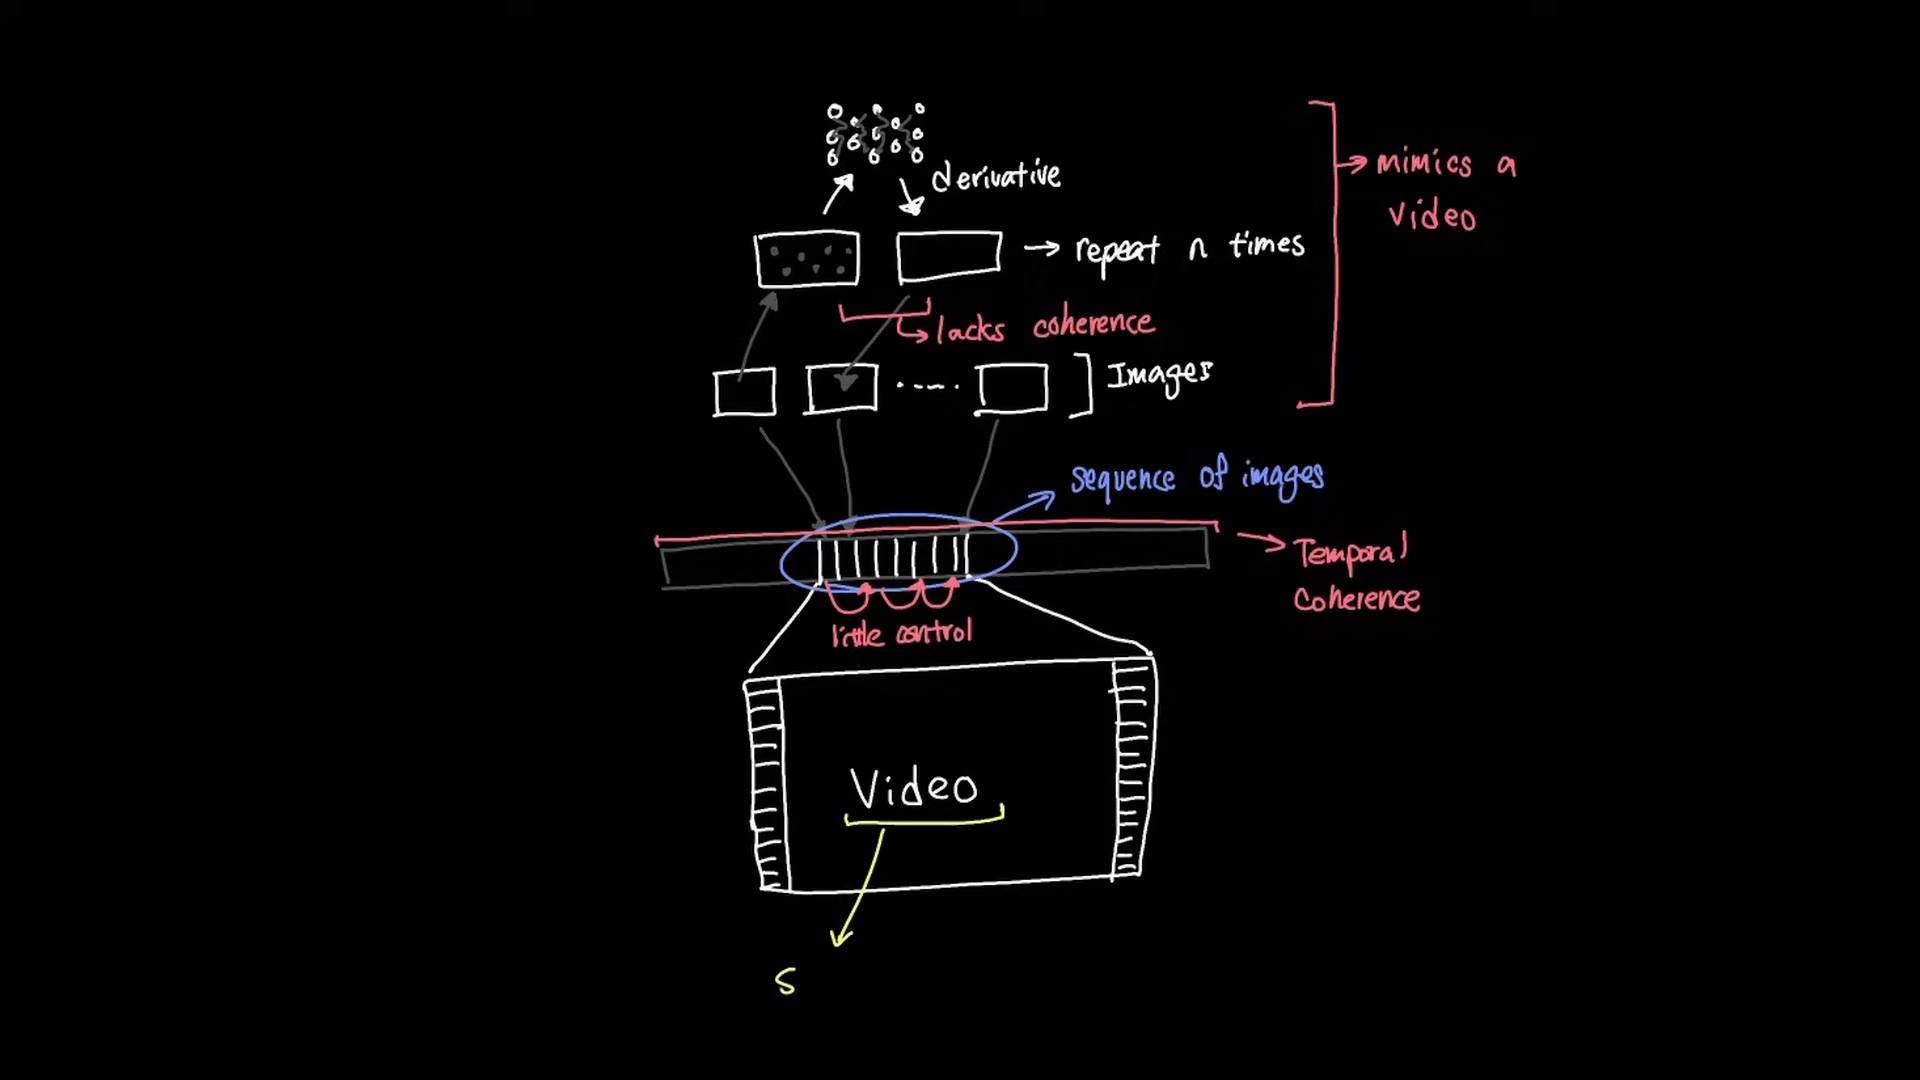 derivative
mimics a
video
repeat n times
lacks coherence
Images
sequence of images
Temporal
Coherence
little control
Video
S